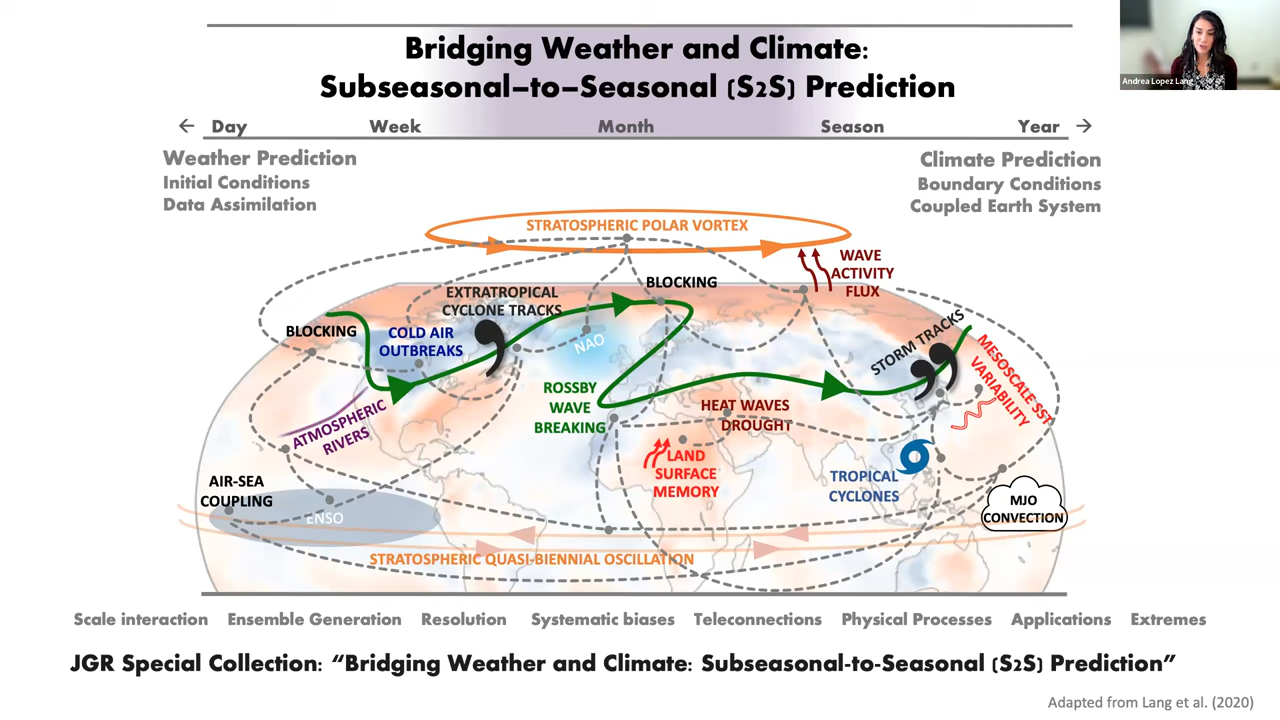 Bridging Weather and Climate:
Subseasonal–to–Seasonal (S2S) Prediction
Andrea Lopez Lang
← Day Week Month Season Year →
Weather Prediction
Initial Conditions
Data Assimilation
Climate Prediction
Boundary Conditions
Coupled Earth System
STRATOSPHERIC POLAR VORTEX
WAVE
ACTIVITY
FLUX
BLOCKING
EXTRATROPICAL
CYCLONE TRACKS
BLOCKING
COLD AIR
OUTBREAKS
NAO
STORM TRACKS
MESOSCALE SST
VARIABILITY
ROSSBY
WAVE
BREAKING
HEAT WAVES
DROUGHT
ATMOSPHERIC
RIVERS
LAND
SURFACE
MEMORY
TROPICAL
CYCLONES
AIR-SEA
COUPLING
ENSO
MJO
CONVECTION
STRATOSPHERIC QUASI-BIENNIAL OSCILLATION
Scale interaction Ensemble Generation Resolution Systematic biases Teleconnections Physical Processes Applications Extremes
JGR Special Collection: “Bridging Weather and Climate: Subseasonal-to-Seasonal (S2S) Prediction”
Adapted from Lang et al. (2020)